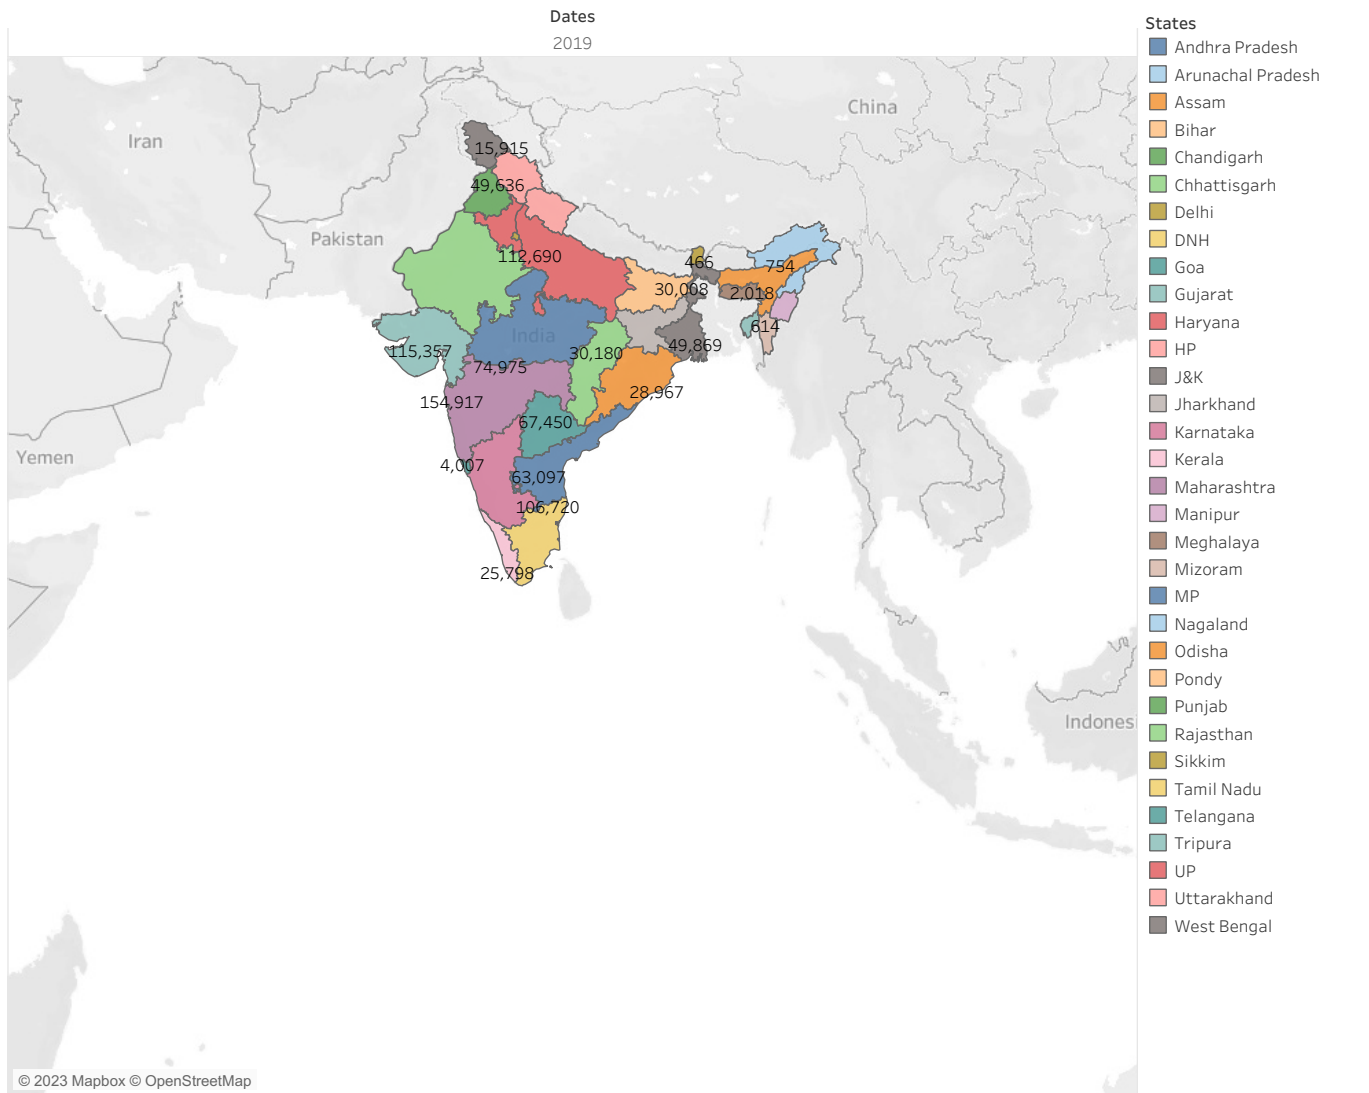 Dates
2019
States
Andhra Pradesh
Arunachal Pradesh
Assam
Bihar
Chandigarh
Chhattisgarh
Delhi
DNH
Goa
Gujarat
Haryana
HP
J&K
Jharkhand
Karnataka
Kerala
Maharashtra
Manipur
Meghalaya
Mizoram
MP
Nagaland
Odisha
Pondy
Punjab
Rajasthan
Sikkim
Tamil Nadu
Telangana
Tripura
UP
Uttarakhand
West Bengal
China
Iran
15,915
49,636
Pakistan
112,690
466
754
30,008
2,018
614
India
49,869
115,357
30,180
74,975
28,967
154,917
67,450
Yemen
4,007
63,097
106,720
25,798
Indonesi
© 2023 Mapbox © OpenStreetMap